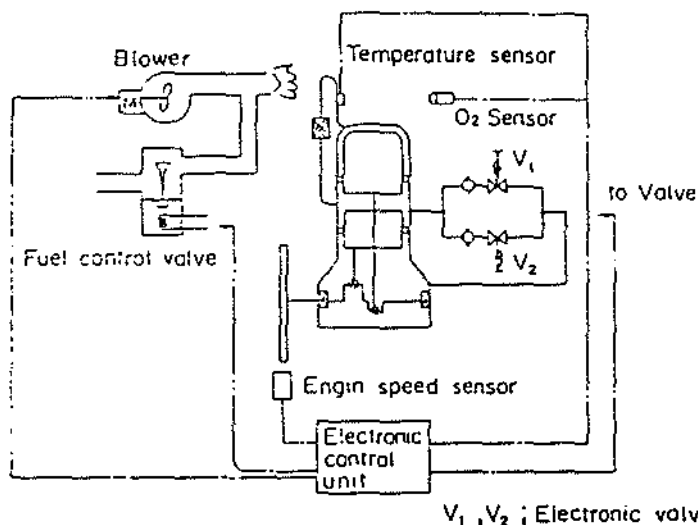 Blower
Temperature sensor
O₂ Sensor
V₁
to Valve
V₂
Fuel control valve
Engin speed sensor
Electronic
control
unit
V₁ ,V₂ ; Electronic valv